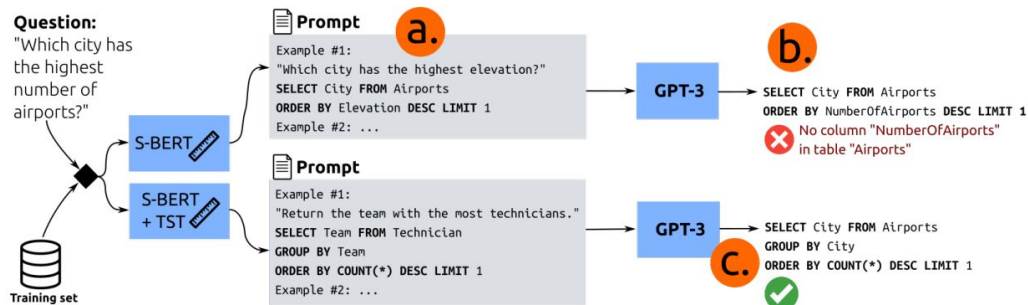 Question:
"Which city has
the highest
number of
airports?"
Training set
S-BERT
S-BERT
+ TST
Prompt
a.
Example #1:
"Which city has the highest elevation?"
SELECT City FROM Airports
ORDER BY Elevation DESC LIMIT 1
Example #2: ...
GPT-3
b.
SELECT City FROM Airports
ORDER BY NumberOfAirports DESC LIMIT 1
No column "NumberOfAirports"
in table "Airports"
Prompt
Example #1:
"Return the team with the most technicians."
SELECT Team FROM Technician
GROUP BY Team
ORDER BY COUNT(*) DESC LIMIT 1
Example #2: ...
GPT-3
c.
SELECT City FROM Airports
GROUP BY City
ORDER BY COUNT(*) DESC LIMIT 1